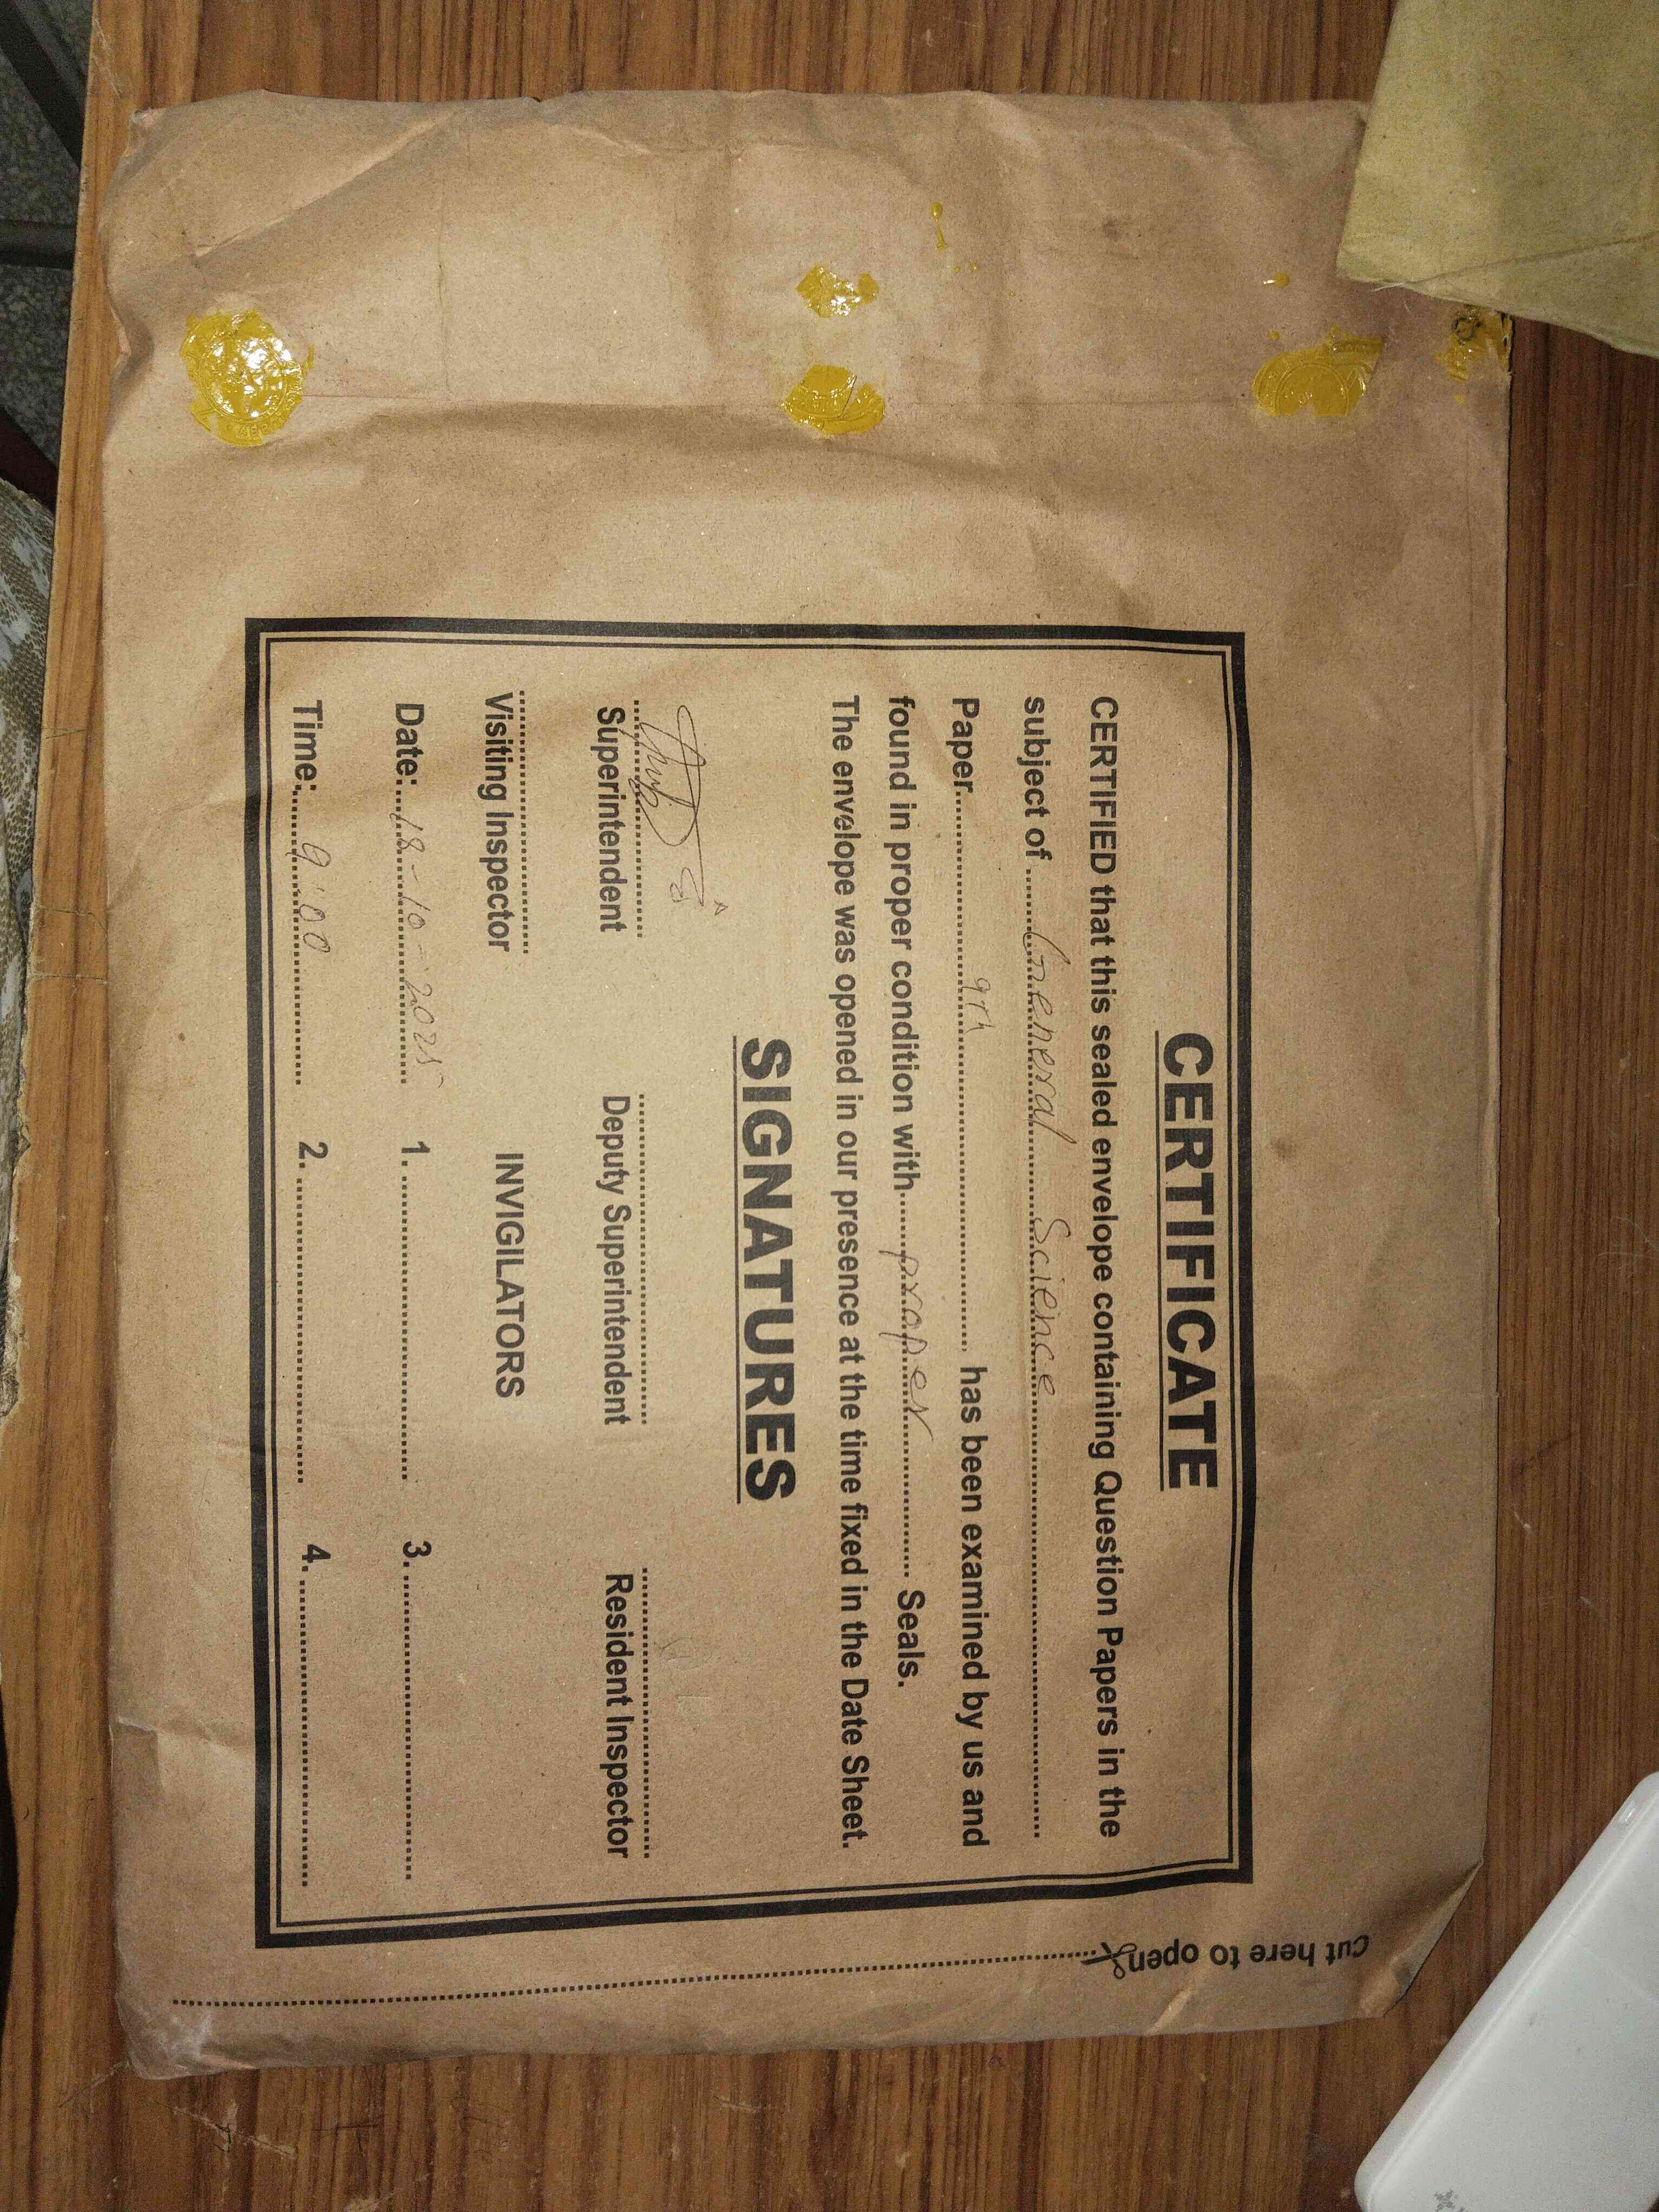 CERTIFICATE
CERTIFIED that this sealed envelope containing Question Papers in the
subject of ........ General Science ........
Paper........ 9th ........ has been examined by us and
found in proper condition with........ proper ........ Seals.
The envelope was opened in our presence at the time fixed in the Date Sheet.
SIGNATURES
Superintendent Deputy Superintendent Resident Inspector
Visiting Inspector INVIGILATORS
Date:....18-10-2025 1. ........ 3. ........
Time:....9:00 2. ........ 4. ........
cut here to open